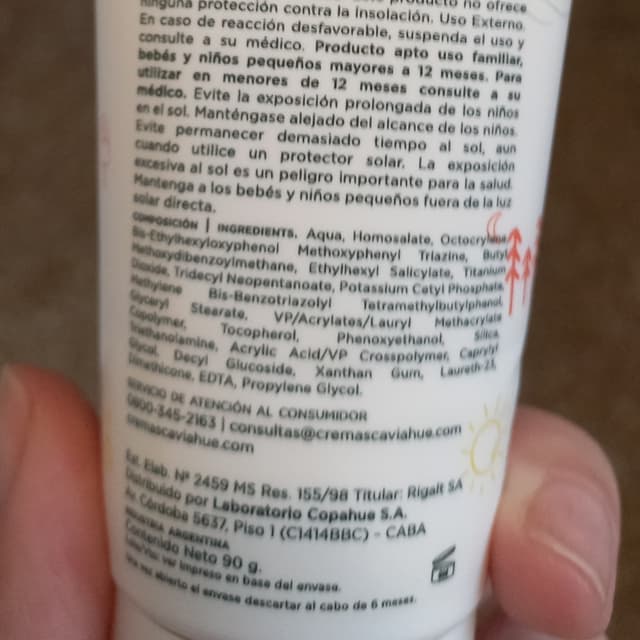 ninguna protección contra la Insolación. Uso Externo.
En caso de reacción desfavorable, suspenda el uso y
consulte a su médico. Producto apto uso familiar,
bebés y niños pequeños mayores a 12 meses. Para
utilizar en menores de 12 meses consulte a su
médico. Evite la exposición prolongada de los niños
en el sol. Manténgase alejado del alcance de los niños.
Evite permanecer demasiado tiempo al sol, aun
cuando utilice un protector solar. La exposición
excesiva al sol es un peligro importante para la salud.
Mantenga a los bebés y niños pequeños fuera de la luz
solar directa.
COMPOSICIÓN | INGREDIENTS. Aqua, Homosalate, Octocrylene,
Bis-Ethylhexyloxyphenol Methoxyphenyl Triazine, Butyl
Methoxydibenzoylmethane, Ethylhexyl Salicylate, Titanium
Dioxide, Tridecyl Neopentanoate, Potassium Cetyl Phosphate,
Methylene Bis-Benzotriazolyl Tetramethylbutylphenol,
Glyceryl Stearate, VP/Acrylates/Lauryl Methacrylate
Copolymer, Tocopherol, Phenoxyethanol, Silica,
Triethanolamine, Acrylic Acid/VP Crosspolymer, Caprylyl
Glycol, Decyl Glucoside, Xanthan Gum, Laureth-23,
Dimethicone, EDTA, Propylene Glycol.
SERVICIO DE ATENCIÓN AL CONSUMIDOR
0800-345-2163 | consultas@cremascaviahue.com
cremascaviahue.com
Est. Elab. Nº 2459 MS Res. 155/98 Titular: Rigalt SA
Distribuido por Laboratorio Copahue S.A.
Av. Córdoba 5637, Piso 1 (C1414BBC) - CABA
INDUSTRIA ARGENTINA
Contenido Neto 90 g.
Lote/Vto: ver impreso en base del envase.
Una vez abierto el envase descartar al cabo de 6 meses.